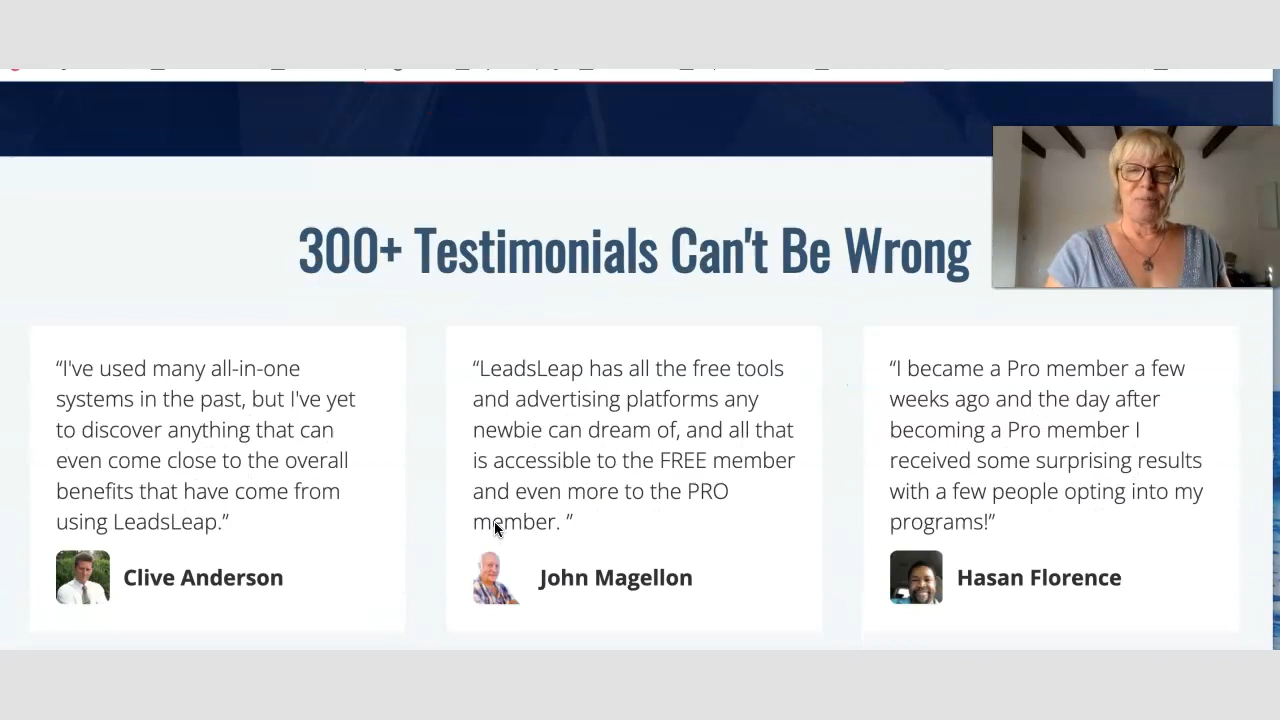 300+ Testimonials Can't Be Wrong
“I've used many all-in-one
systems in the past, but I've yet
to discover anything that can
even come close to the overall
benefits that have come from
using LeadsLeap.”
Clive Anderson
“LeadsLeap has all the free tools
and advertising platforms any
newbie can dream of, and all that
is accessible to the FREE member
and even more to the PRO
member. ”
John Magellon
“I became a Pro member a few
weeks ago and the day after
becoming a Pro member I
received some surprising results
with a few people opting into my
programs!”
Hasan Florence